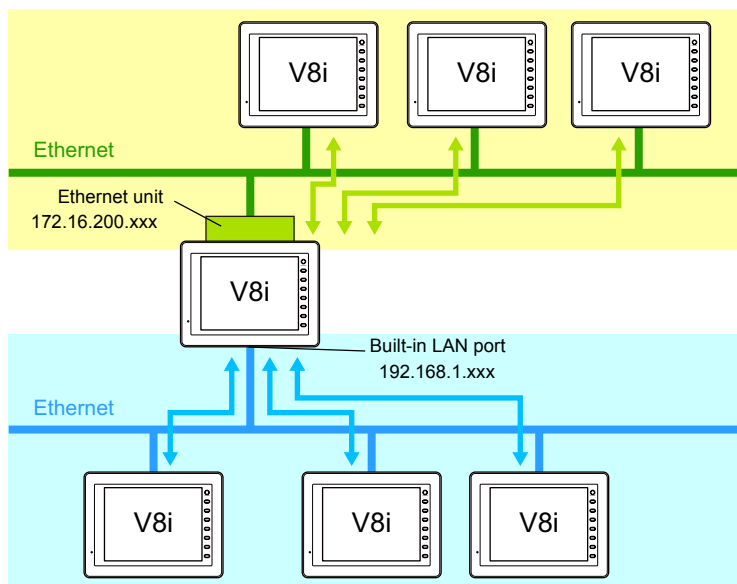 V8i
V8i
V8i
Ethernet
Ethernet unit
172.16.200.xxx
V8i
Built-in LAN port
192.168.1.xxx
Ethernet
V8i
V8i
V8i